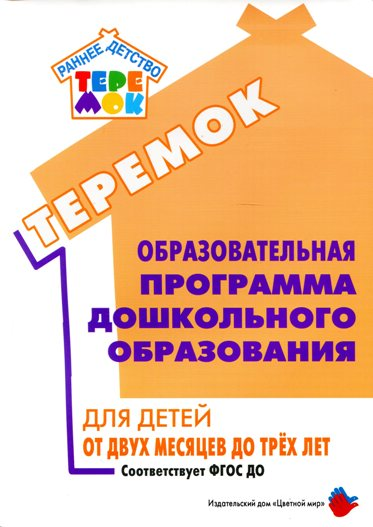 РАННЕЕ ДЕТСТВО
ТЕРЕ
МОК
ТЕРЕМОК
ОБРАЗОВАТЕЛЬНАЯ
ПРОГРАММА
ДОШКОЛЬНОГО
ОБРАЗОВАНИЯ
ДЛЯ ДЕТЕЙ
ОТ ДВУХ МЕСЯЦЕВ ДО ТРЁХ ЛЕТ
Соответствует ФГОС ДО
Издательский дом «Цветной мир»